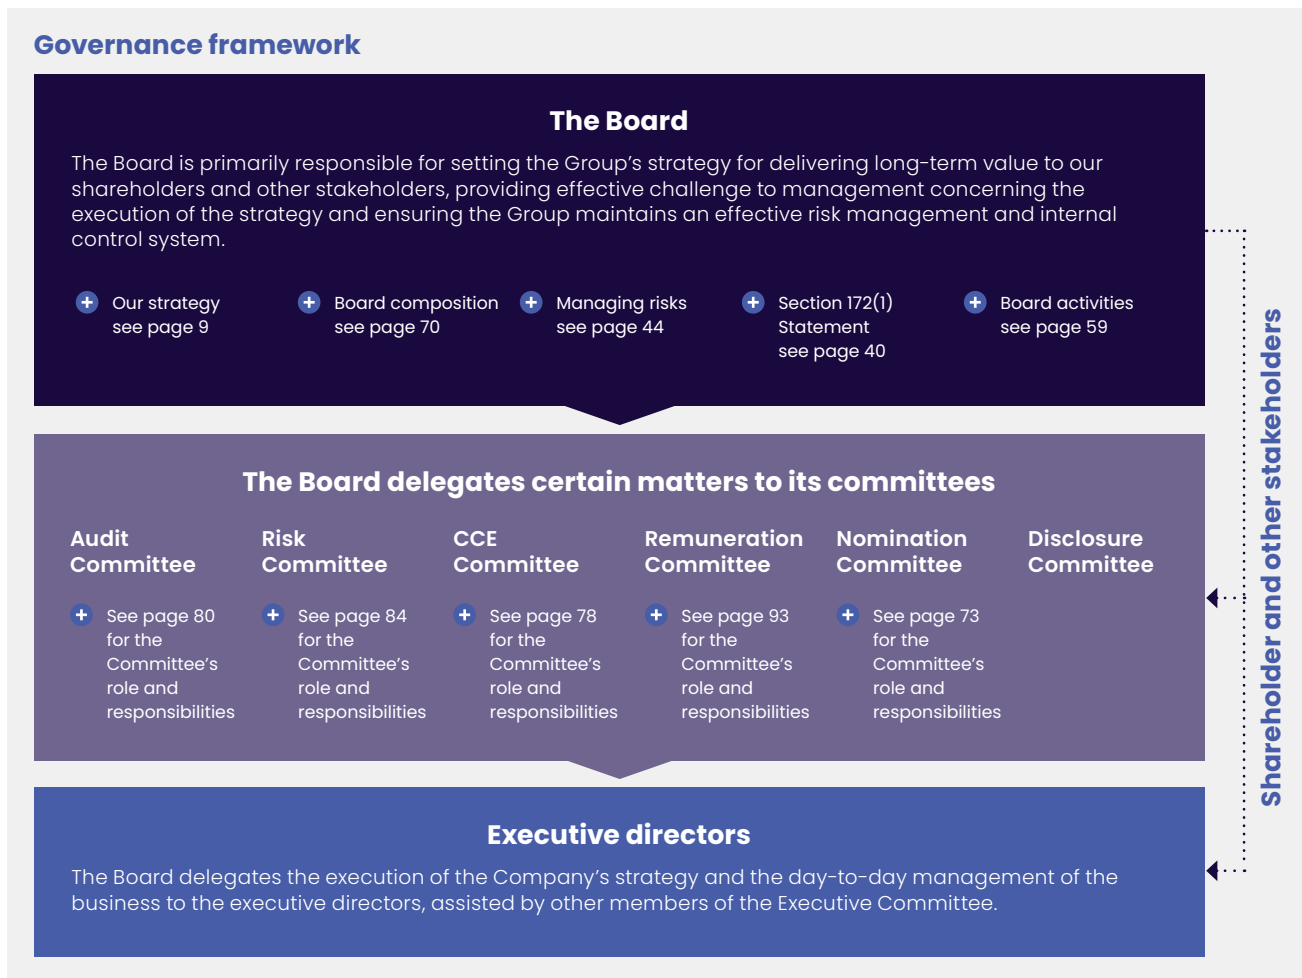 Governance framework
The Board
The Board is primarily responsible for setting the Group’s strategy for delivering long-term value to our
shareholders and other stakeholders, providing effective challenge to management concerning the
execution of the strategy and ensuring the Group maintains an effective risk management and internal
control system.
Our strategy
see page 9
Board composition
see page 70
Managing risks
see page 44
Section 172(1)
Statement
see page 40
Board activities
see page 59
The Board delegates certain matters to its committees
Audit
Committee
See page 80
for the
Committee’s
role and
responsibilities
Risk
Committee
See page 84
for the
Committee’s
role and
responsibilities
CCE
Committee
See page 78
for the
Committee’s
role and
responsibilities
Remuneration
Committee
See page 93
for the
Committee’s
role and
responsibilities
Nomination
Committee
See page 73
for the
Committee’s
role and
responsibilities
Disclosure
Committee
Executive directors
The Board delegates the execution of the Company’s strategy and the day-to-day management of the
business to the executive directors, assisted by other members of the Executive Committee.
Shareholder and other stakeholders